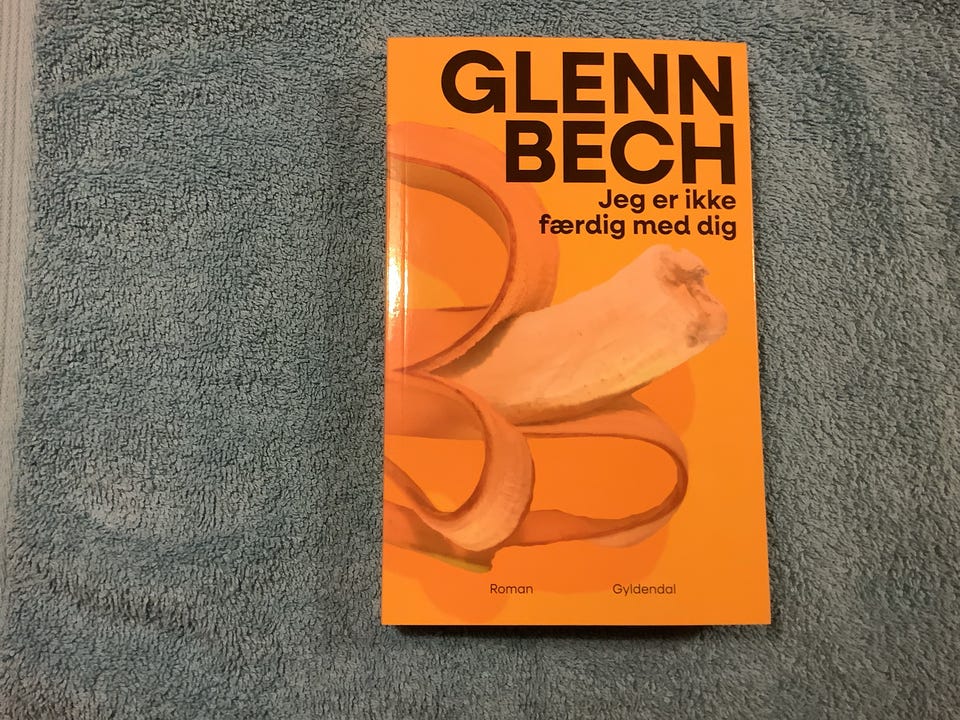 GLENN
BECH
Jeg er ikke
færdig med dig
Roman
Gyldendal